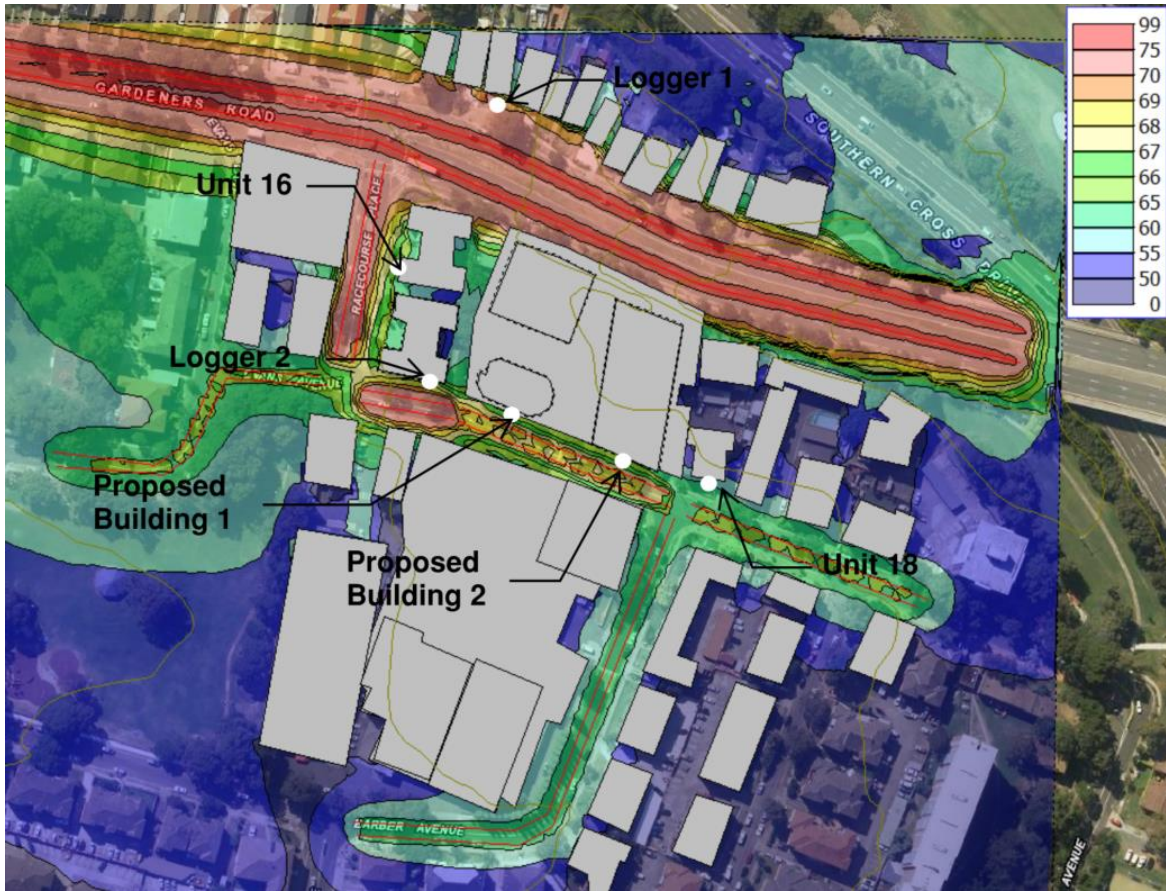 99
75
70
69
68
67
66
65
60
55
50
0
Logger 1
GARDENERS ROAD
SOUTHERN CROSS DRIVE
Unit 16
RACECOURSE PLACE
Logger 2
Proposed
Building 1
Proposed
Building 2
Unit 18
BARBER AVENUE
AVENUE